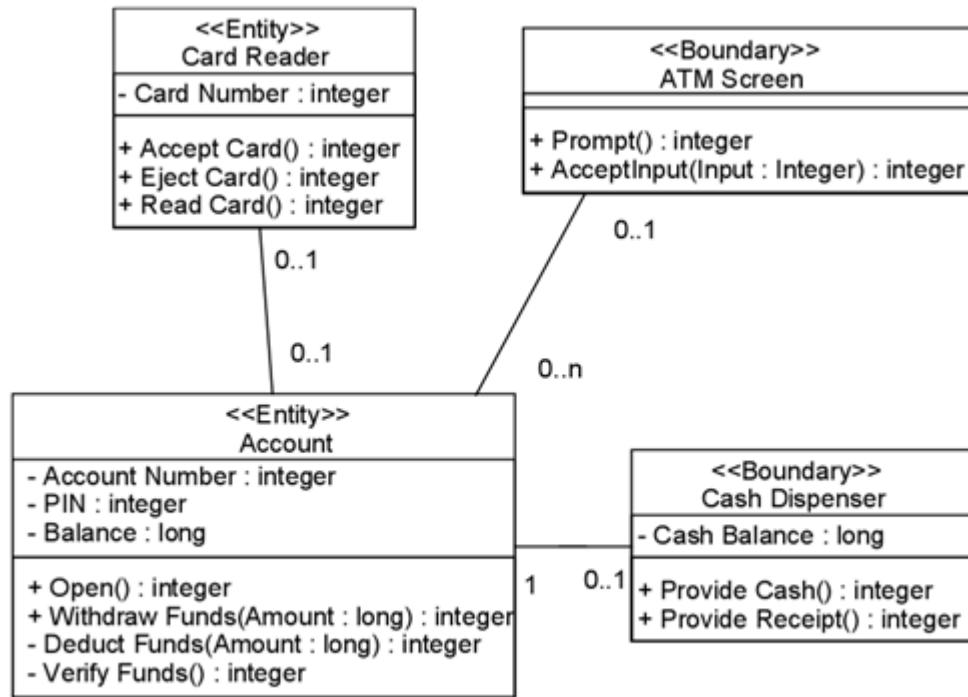 <<Entity>>
Card Reader
- Card Number : integer
+ Accept Card() : integer
+ Eject Card() : integer
+ Read Card() : integer
<<Boundary>>
ATM Screen
+ Prompt() : integer
+ AcceptInput(Input : Integer) : integer
0..1
0..1
0..1
0..n
<<Entity>>
Account
- Account Number : integer
- PIN : integer
- Balance : long
+ Open() : integer
+ Withdraw Funds(Amount : long) : integer
- Deduct Funds(Amount : long) : integer
- Verify Funds() : integer
1
0..1
<<Boundary>>
Cash Dispenser
- Cash Balance : long
+ Provide Cash() : integer
+ Provide Receipt() : integer